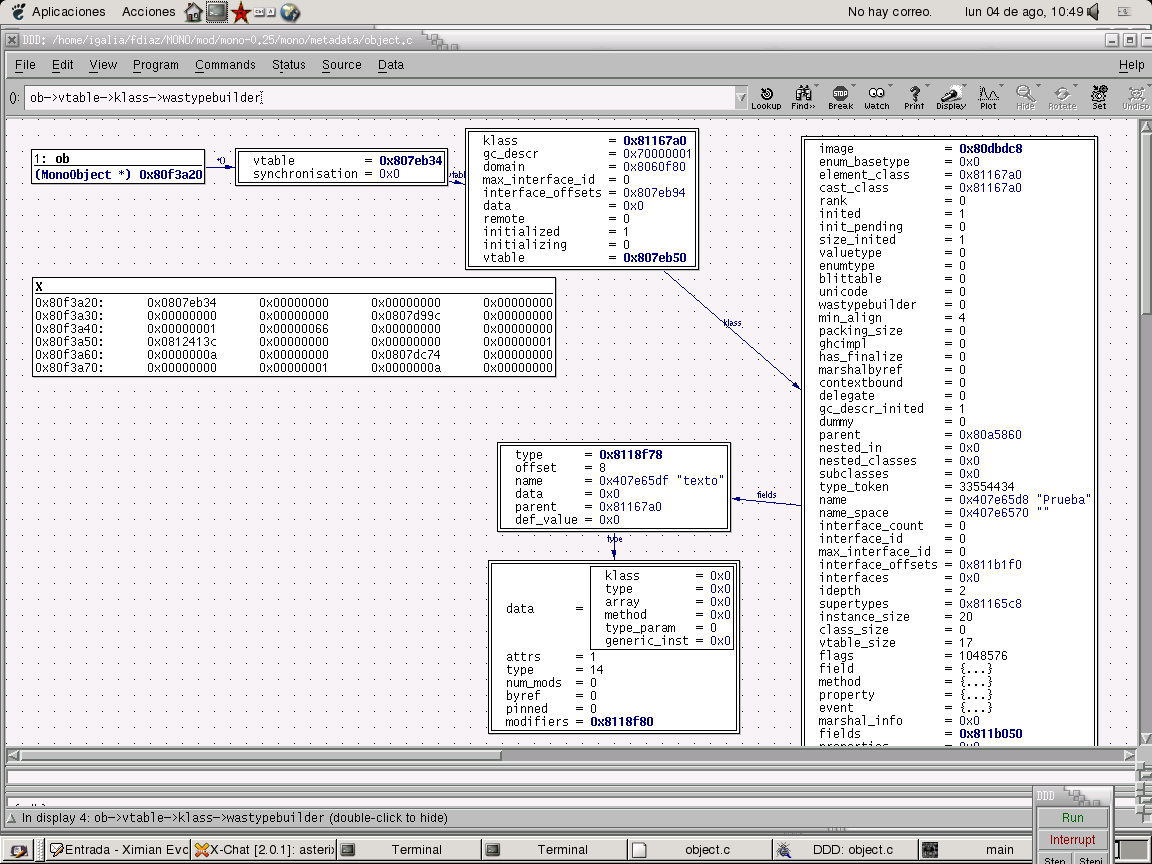 Aplicaciones Acciones No hay correo. lun 04 de ago, 10:49
DDD: /home/igalia/fdiaz/MONO/mod/mono-0.25/mono/metadata/object.c
File Edit View Program Commands Status Source Data Help
(): ob->vtable->klass->wastypebuilder
Lookup Find>> Break Watch Print Display Plot Hide Rotate Set Undisp
1: ob
(MonoObject *) 0x80f3a20
*()
vtable = 0x807eb34
synchronisation = 0x0
vtabl
klass = 0x81167a0
gc_descr = 0x70000001
domain = 0x8060f80
max_interface_id = 0
interface_offsets = 0x807eb94
data = 0x0
remote = 0
initialized = 1
initializing = 0
vtable = 0x807eb50
klass
X
0x80f3a20: 0x0807eb34 0x00000000 0x00000000 0x00000000
0x80f3a30: 0x00000000 0x00000000 0x0807d99c 0x00000000
0x80f3a40: 0x00000001 0x00000066 0x00000000 0x00000000
0x80f3a50: 0x0812413c 0x00000000 0x00000000 0x00000001
0x80f3a60: 0x0000000a 0x00000000 0x0807dc74 0x00000000
0x80f3a70: 0x00000000 0x00000001 0x0000000a 0x00000000
image = 0x80dbdc8
enum_basetype = 0x0
element_class = 0x81167a0
cast_class = 0x81167a0
rank = 0
inited = 1
init_pending = 0
size_inited = 1
valuetype = 0
enumtype = 0
blittable = 0
unicode = 0
wastypebuilder = 0
min_align = 4
packing_size = 0
ghcimpl = 0
has_finalize = 0
marshalbyref = 0
contextbound = 0
delegate = 0
gc_descr_inited = 1
dummy = 0
parent = 0x80a5860
nested_in = 0x0
nested_classes = 0x0
subclasses = 0x0
type_token = 33554434
name = 0x407e65d8 "Prueba"
name_space = 0x407e6570 ""
interface_count = 0
interface_id = 0
max_interface_id = 0
interface_offsets = 0x811b1f0
interfaces = 0x0
idepth = 2
supertypes = 0x81165c8
instance_size = 20
class_size = 0
vtable_size = 17
flags = 1048576
field = {...}
method = {...}
property = {...}
event = {...}
marshal_info = 0x0
fields = 0x811b050
properties = 0x0
fields
type = 0x8118f78
offset = 8
name = 0x407e65df "texto"
data = 0x0
parent = 0x81167a0
def_value = 0x0
type
data =
klass = 0x0
type = 0x0
array = 0x0
method = 0x0
type_param = 0
generic_inst = 0x0
attrs = 1
type = 14
num_mods = 0
byref = 0
pinned = 0
modifiers = 0x8118f80
In display 4: ob->vtable->klass->wastypebuilder (double-click to hide)
DDD
Run
Interrupt
Step Stepi
Entrada - Ximian Evc X-Chat [2.0.1]: asterix Terminal Terminal object.c DDD: object.c main